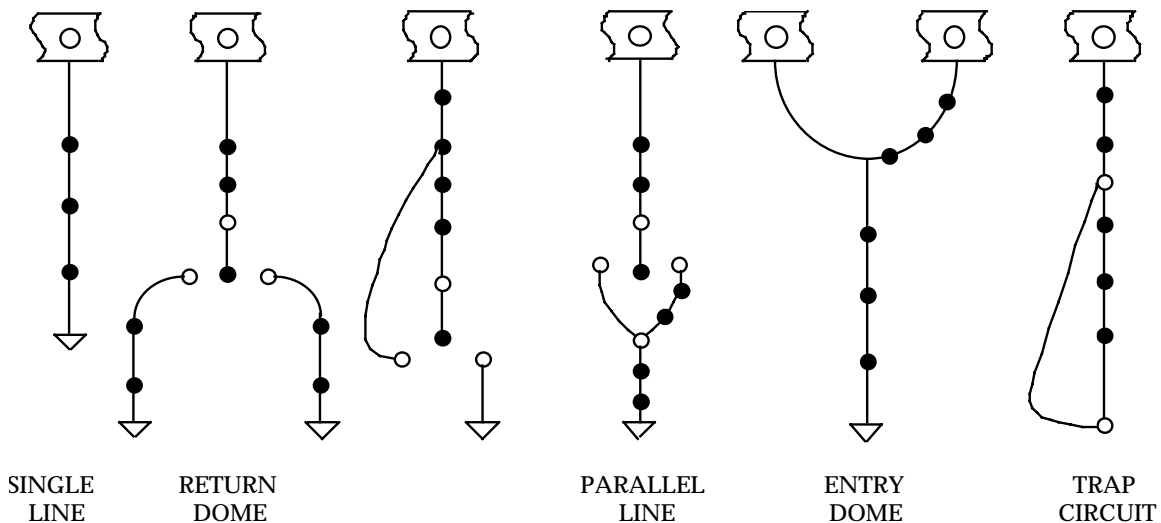 SINGLE
LINE
RETURN
DOME
PARALLEL
LINE
ENTRY
DOME
TRAP
CIRCUIT